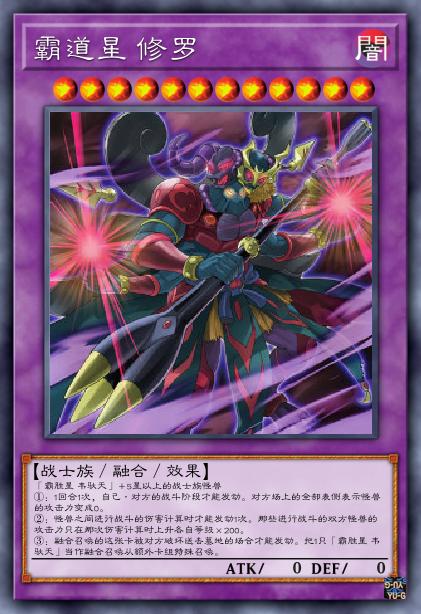 霸道星 修罗
闇
【战士族/融合/效果】
「霸胜星 韦驮天」+5星以上的战士族怪兽
①：1回合1次，自己·对方的战斗阶段才能发动。对方场上的全部表侧表示怪兽
的攻击力变成0。
②：怪兽之间进行战斗的伤害计算时才能发动1次。那些进行战斗的双方怪兽的
攻击力只在那次伤害计算时上升各自等级×200。
③：融合召唤的这张卡被对方破坏送去墓地的场合才能发动。把1只「霸胜星 韦
驮天」当作融合召唤从额外卡组特殊召唤。
ATK/ 0 DEF/ 0